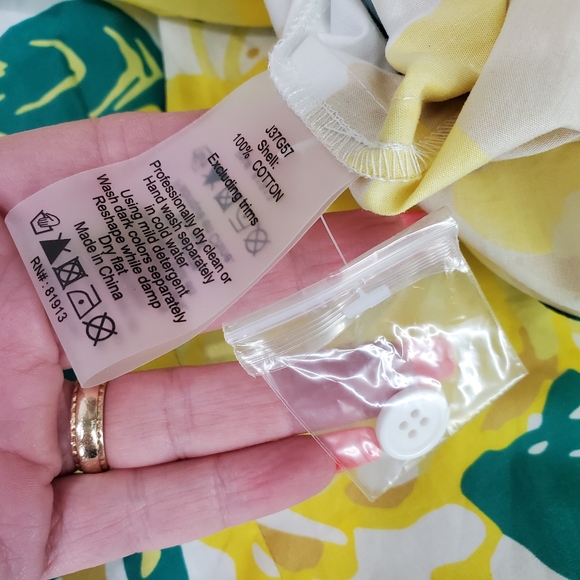 J37G57
Shell:
100% COTTON
Excluding trims
Professionally dry clean or
Hand wash separately
in cold water
Using mild detergent
Wash dark colors separately
Reshape while damp
Dry flat
Made in China
RN#: 81913